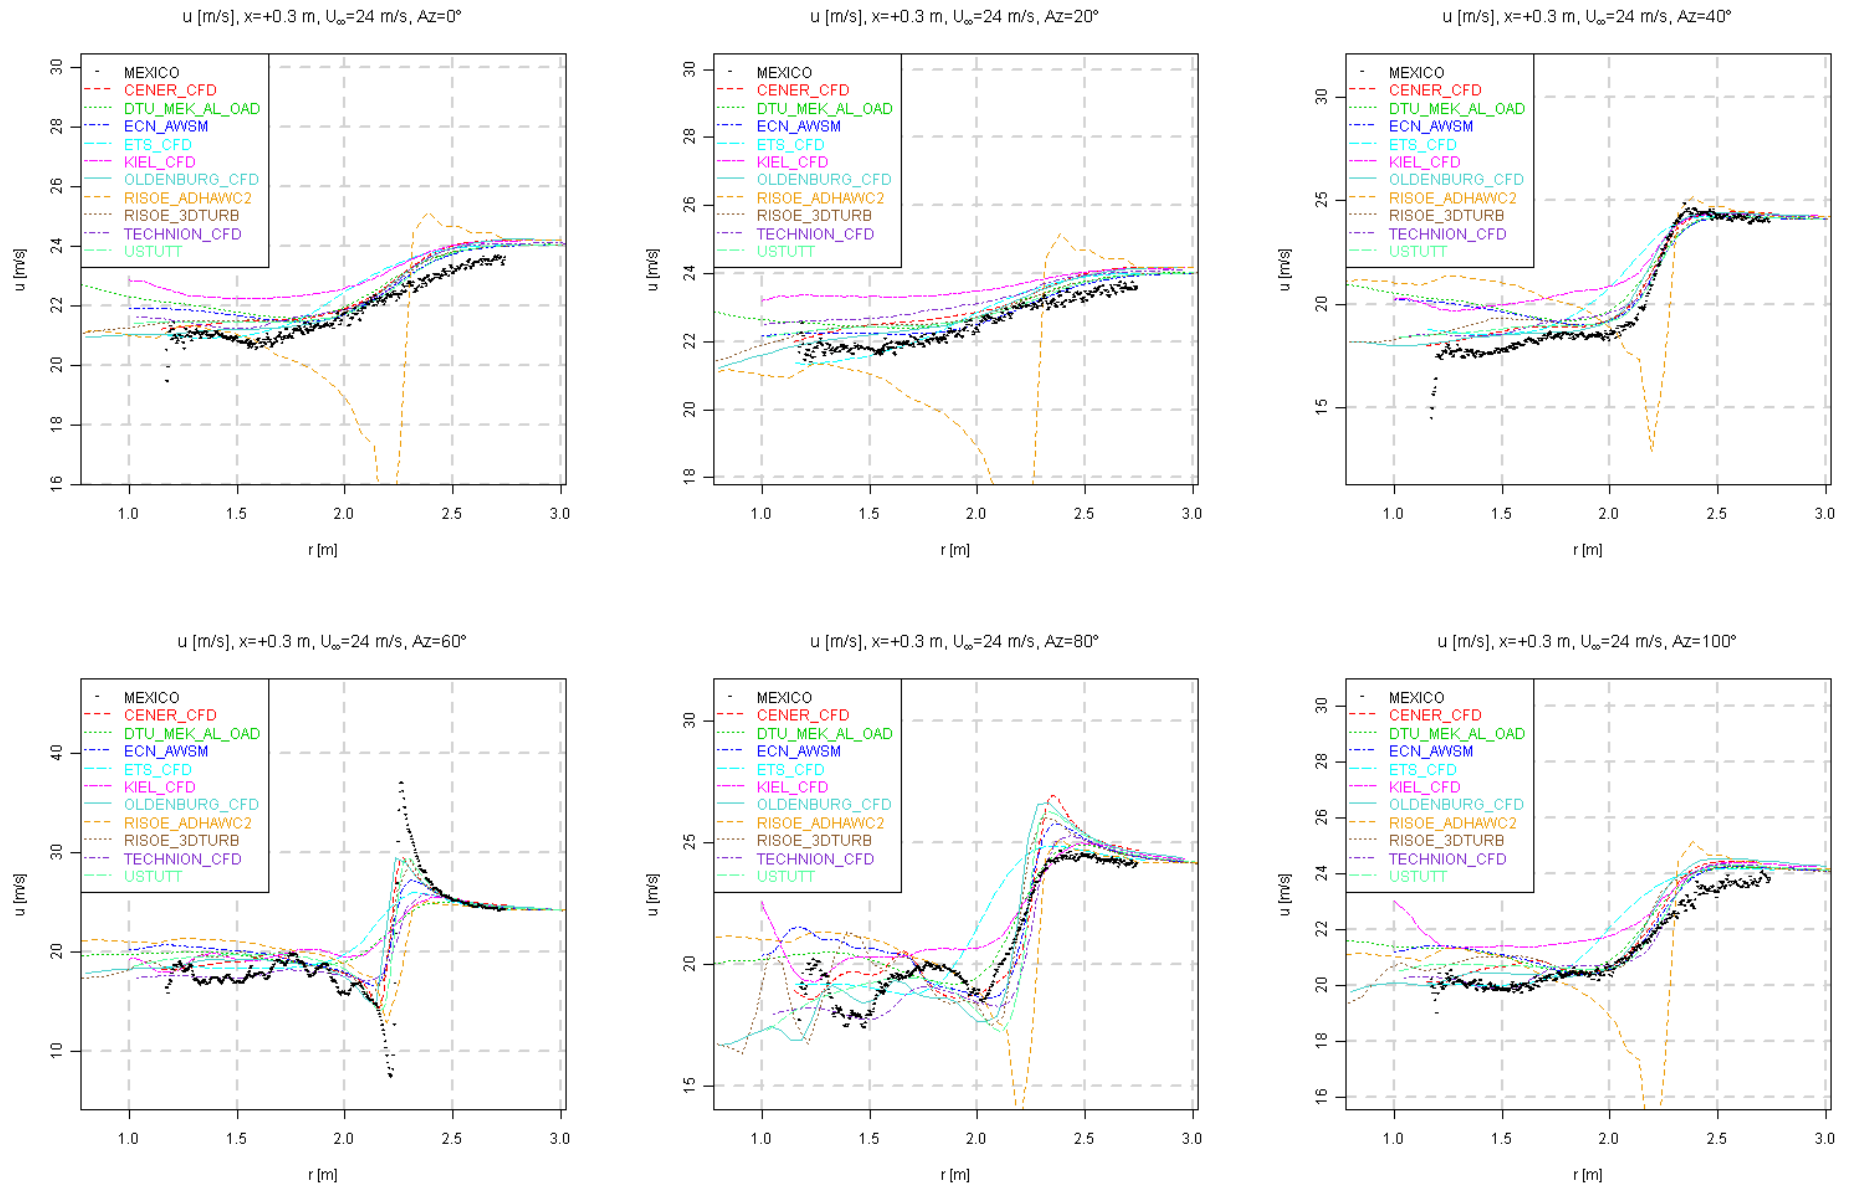 u [m/s], x=+0.3 m, U∞=24 m/s, Az=0°
30
28
26
24
22
20
18
16
u [m/s]
MEXICO
CENER_CFD
DTU_MEK_AL_OAD
ECN_AWSM
ETS_CFD
KIEL_CFD
OLDENBURG_CFD
RISOE_ADHAWC2
RISOE_3DTURB
TECHNION_CFD
USTUTT
1.0 1.5 2.0 2.5 3.0
r [m]
u [m/s], x=+0.3 m, U∞=24 m/s, Az=20°
30
28
26
24
22
20
18
u [m/s]
MEXICO
CENER_CFD
DTU_MEK_AL_OAD
ECN_AWSM
ETS_CFD
KIEL_CFD
OLDENBURG_CFD
RISOE_ADHAWC2
RISOE_3DTURB
TECHNION_CFD
USTUTT
1.0 1.5 2.0 2.5 3.0
r [m]
u [m/s], x=+0.3 m, U∞=24 m/s, Az=40°
30
25
20
15
u [m/s]
MEXICO
CENER_CFD
DTU_MEK_AL_OAD
ECN_AWSM
ETS_CFD
KIEL_CFD
OLDENBURG_CFD
RISOE_ADHAWC2
RISOE_3DTURB
TECHNION_CFD
USTUTT
1.0 1.5 2.0 2.5 3.0
r [m]
u [m/s], x=+0.3 m, U∞=24 m/s, Az=60°
40
30
20
10
u [m/s]
MEXICO
CENER_CFD
DTU_MEK_AL_OAD
ECN_AWSM
ETS_CFD
KIEL_CFD
OLDENBURG_CFD
RISOE_ADHAWC2
RISOE_3DTURB
TECHNION_CFD
USTUTT
1.0 1.5 2.0 2.5 3.0
r [m]
u [m/s], x=+0.3 m, U∞=24 m/s, Az=80°
30
25
20
15
u [m/s]
MEXICO
CENER_CFD
DTU_MEK_AL_OAD
ECN_AWSM
ETS_CFD
KIEL_CFD
OLDENBURG_CFD
RISOE_ADHAWC2
RISOE_3DTURB
TECHNION_CFD
USTUTT
1.0 1.5 2.0 2.5 3.0
r [m]
u [m/s], x=+0.3 m, U∞=24 m/s, Az=100°
30
28
26
24
22
20
18
16
u [m/s]
MEXICO
CENER_CFD
DTU_MEK_AL_OAD
ECN_AWSM
ETS_CFD
KIEL_CFD
OLDENBURG_CFD
RISOE_ADHAWC2
RISOE_3DTURB
TECHNION_CFD
USTUTT
1.0 1.5 2.0 2.5 3.0
r [m]